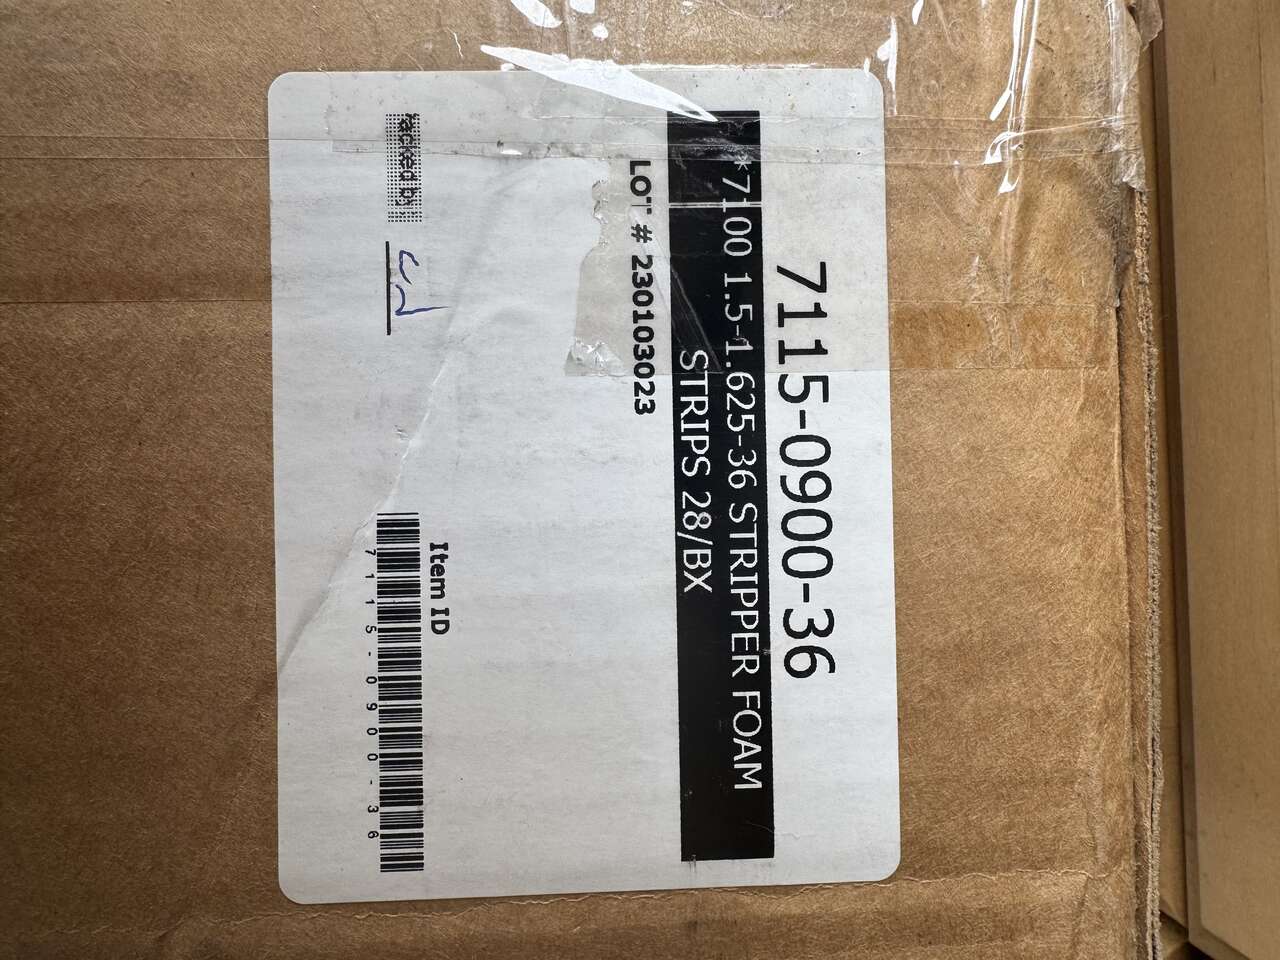 7115-0900-36
*7100 1.5-1.625-36 STRIPPER FOAM
STRIPS 28/BX
LOT # 230103023
Item ID
7115-0900-36
Packed by